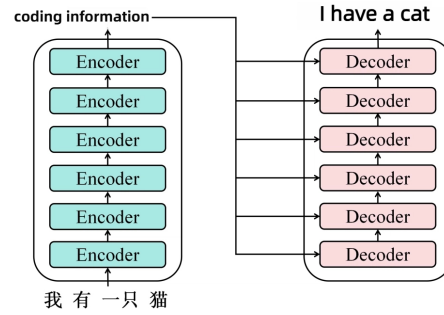 coding information
Encoder
Encoder
Encoder
Encoder
Encoder
Encoder
我 有 一只 猫
I have a cat
Decoder
Decoder
Decoder
Decoder
Decoder
Decoder